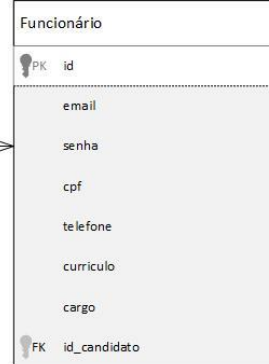 Funcionário
PK id
email
senha
cpf
telefone
curriculo
cargo
FK id_candidato